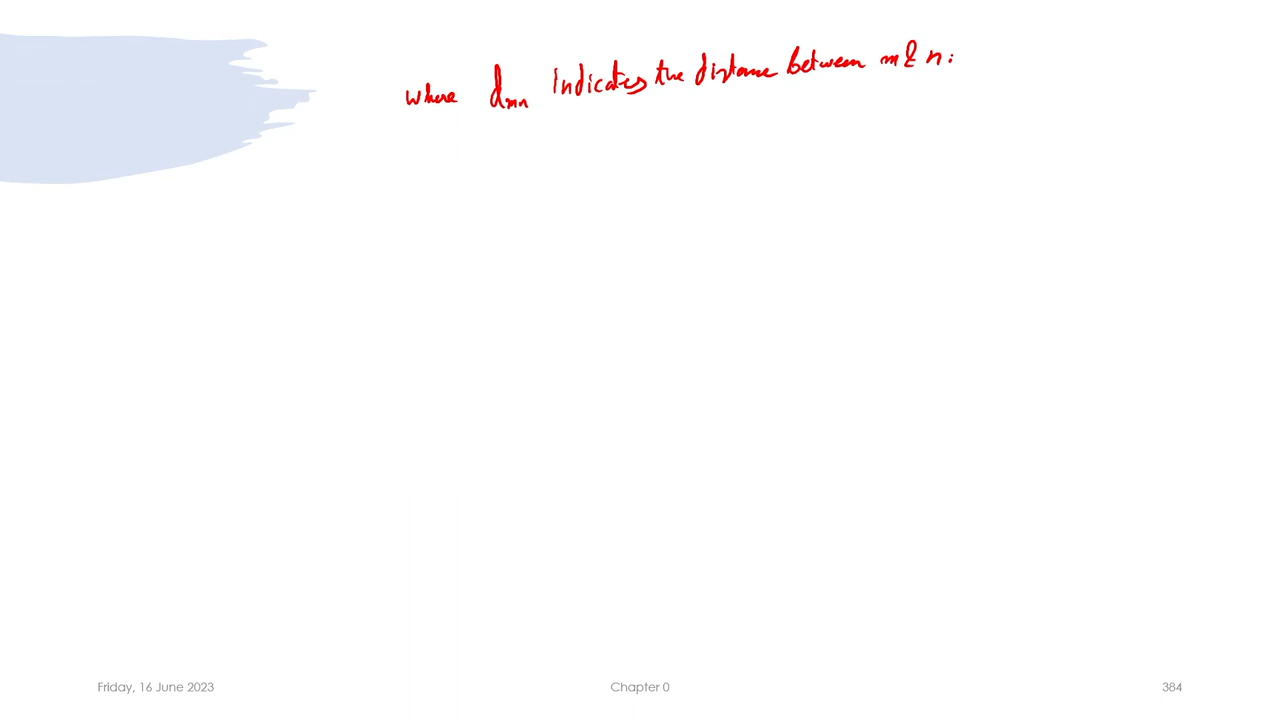 where dmn indicates the distance between m & n.
Friday, 16 June 2023
Chapter 0
384